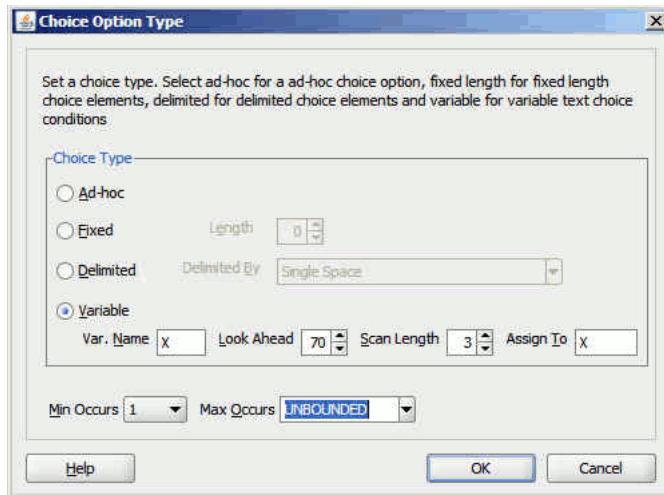 Choice Option Type
Set a choice type. Select ad-hoc for a ad-hoc choice option, fixed length for fixed length
choice elements, delimited for delimited choice elements and variable for variable text choice
conditions
Choice Type
Ad-hoc
Fixed Length 0
Delimited Delimited By Single Space
Variable
Var. Name X Look Ahead 70 Scan Length 3 Assign To X
Min Occurs 1 Max Occurs UNBOUNDED
Help OK Cancel